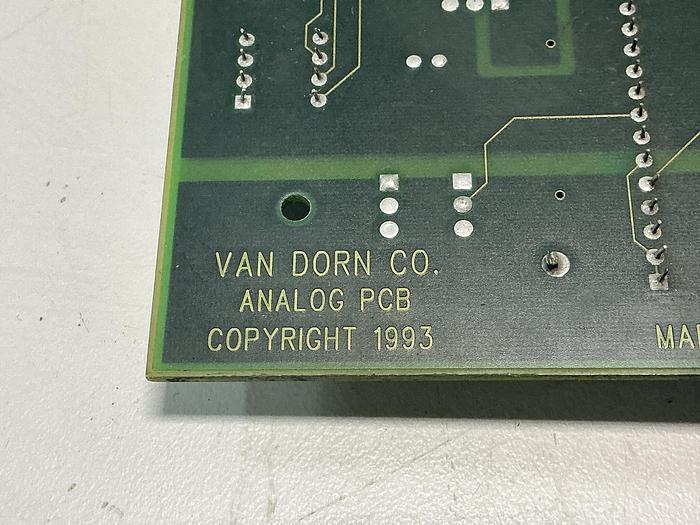 VAN DORN CO.
ANALOG PCB
COPYRIGHT 1993